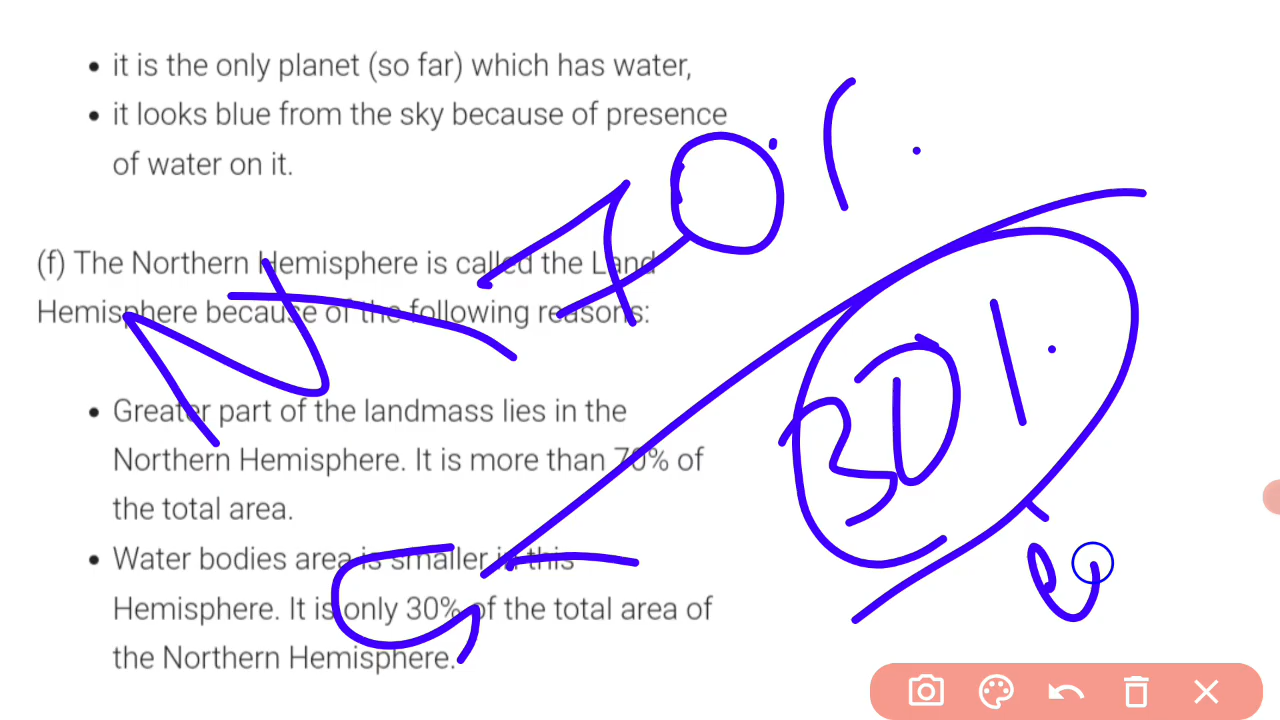 • it is the only planet (so far) which has water,
• it looks blue from the sky because of presence
of water on it.
(f) The Northern Hemisphere is called the Land
Hemisphere because of the following reasons:
• Greater part of the landmass lies in the
Northern Hemisphere. It is more than 70% of
the total area.
• Water bodies area is smaller in this
Hemisphere. It is only 30% of the total area of
the Northern Hemisphere.
N 70%
30%